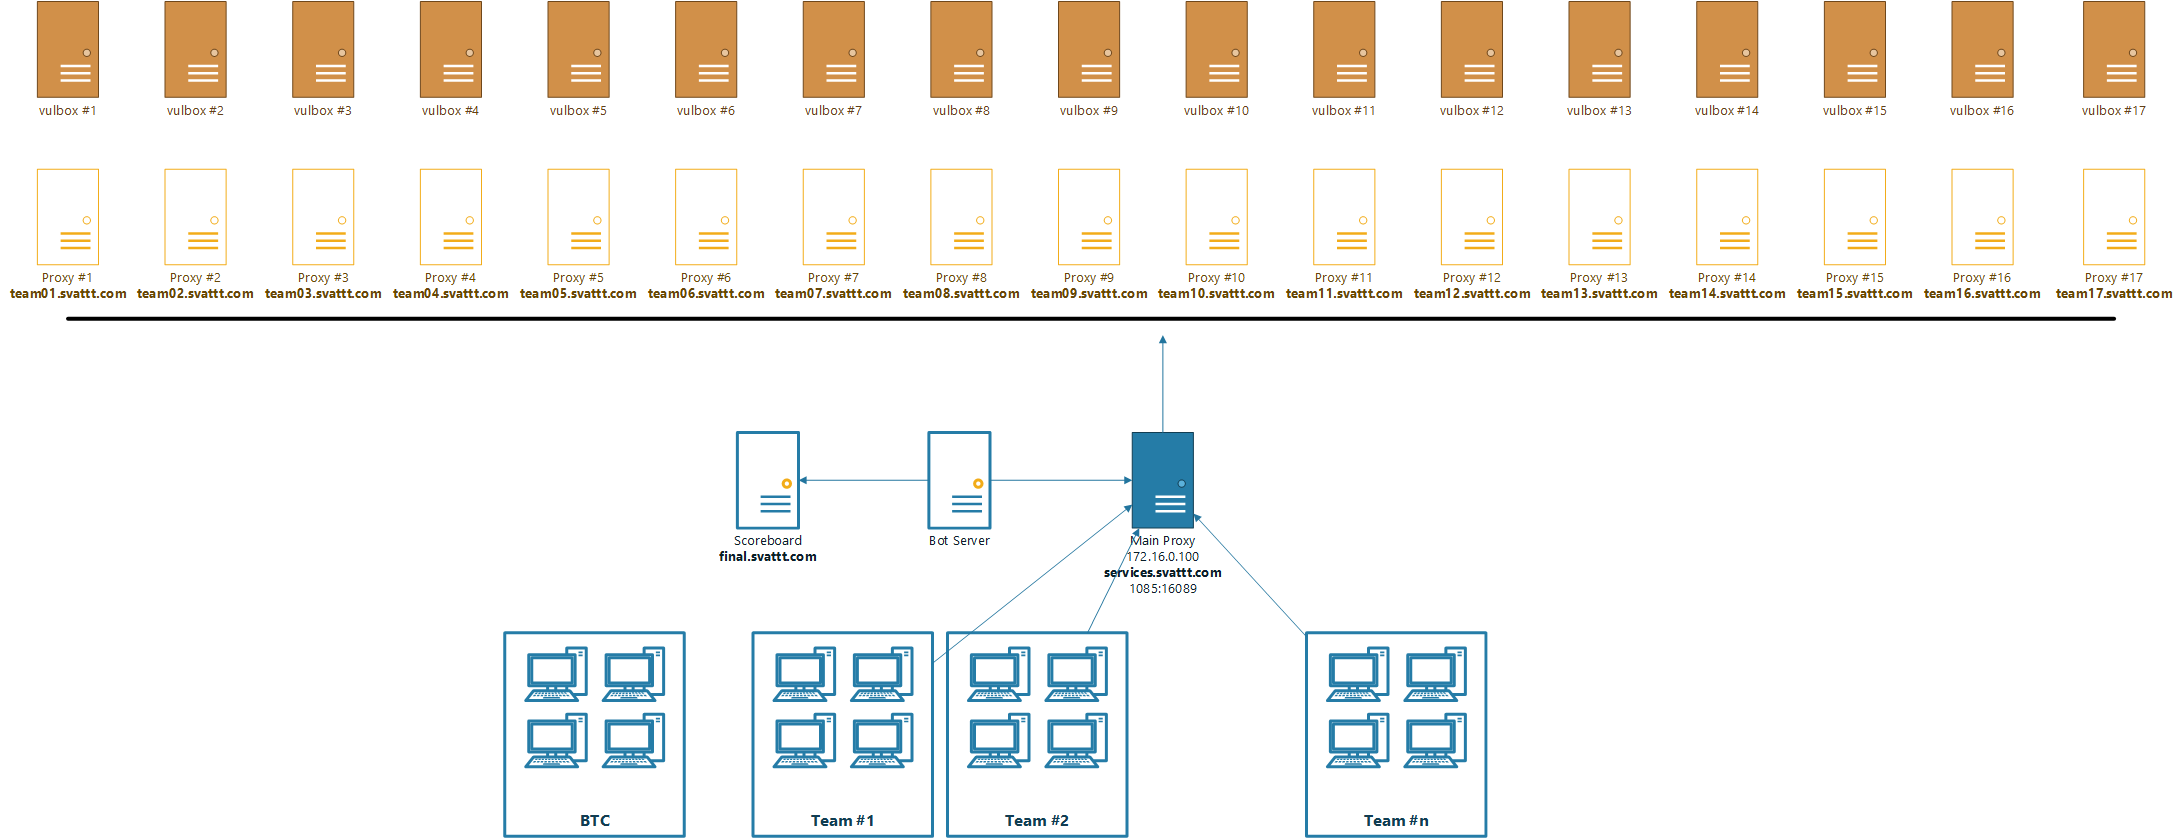 vulbox #1
vulbox #2
vulbox #3
vulbox #4
vulbox #5
vulbox #6
vulbox #7
vulbox #8
vulbox #9
vulbox #10
vulbox #11
vulbox #12
vulbox #13
vulbox #14
vulbox #15
vulbox #16
vulbox #17
Proxy #1
team01.svattt.com
Proxy #2
team02.svattt.com
Proxy #3
team03.svattt.com
Proxy #4
team04.svattt.com
Proxy #5
team05.svattt.com
Proxy #6
team06.svattt.com
Proxy #7
team07.svattt.com
Proxy #8
team08.svattt.com
Proxy #9
team09.svattt.com
Proxy #10
team10.svattt.com
Proxy #11
team11.svattt.com
Proxy #12
team12.svattt.com
Proxy #13
team13.svattt.com
Proxy #14
team14.svattt.com
Proxy #15
team15.svattt.com
Proxy #16
team16.svattt.com
Proxy #17
team17.svattt.com
Scoreboard
final.svattt.com
Bot Server
Main Proxy
172.16.0.100
services.svattt.com
1085:16089
BTC
Team #1
Team #2
Team #n